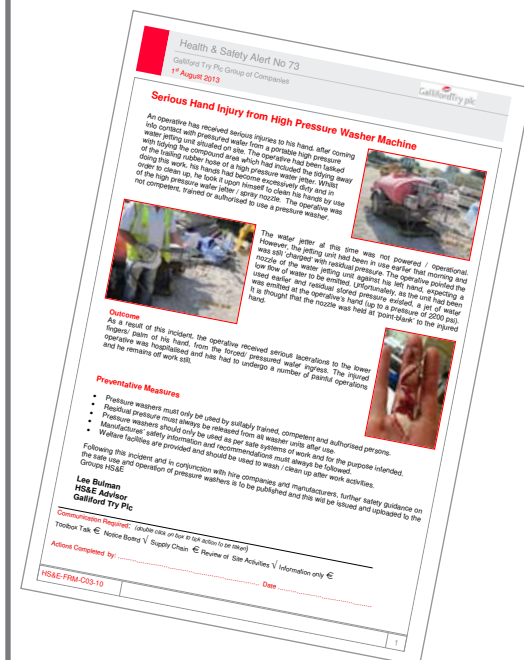 Health & Safety Alert No 73
Galliford Try Plc Group of Companies
1st August 2013
GallifordTry plc
Serious Hand Injury from High Pressure Washer Machine
An operative has received serious injuries to his hand, after coming
into contact with pressured water from a portable high pressure
water jetting unit situated on site. The operative had been tasked
with tidying the compound area which had included the tidying away
of the trailing rubber hose of a high pressure water jetter. Whilst
doing this work, his hands had become excessively dirty and in
order to clean up, he took it upon himself to clean his hands by use
of the high pressure water jetter / spray nozzle. The operative was
not competent, trained or authorised to use a pressure washer.
The water jetter at this time was not powered / operational.
However, the jetting unit had been in use earlier that morning and
was still 'charged' with residual pressure. The operative pointed the
nozzle of the water jetting unit against his left hand, expecting a
low flow of water to be emitted. Unfortunately, as the unit had been
used earlier and residual stored pressure existed, a jet of water
was emitted at the operative's hand (up to a pressure of 2200 psi).
It is thought that the nozzle was held at 'point-blank' to the injured
hand.
Outcome
As a result of this incident, the operative received serious lacerations to the lower
fingers/ palm of his hand, from the forced/ pressured water ingress. The injured
operative was hospitalised and has had to undergo a number of painful operations
and he remains off work still.
Preventative Measures
• Pressure washers must only be used by suitably trained, competent and authorised persons.
• Residual pressure must always be released from all washer units after use.
• Pressure washers should only be used as per safe systems of work and for the purpose intended.
• Manufactures' safety information and recommendations must always be followed.
• Welfare facilities are provided and should be used to wash / clean up after work activities.
Following this incident and in conjunction with hire companies and manufacturers, further safety guidance on
the safe use and operation of pressure washers is to be published and this will be issued and uploaded to the
Groups HS&E
Lee Bulman
HS&E Advisor
Galliford Try Plc
Communication Required: (double click on box to tick action to be taken)
Toolbox Talk € Notice Board √ Supply Chain € Review of Site Activities √ Information only €
Actions Completed by: ........................ Date ........................
HS&E-FRM-C03-10
1